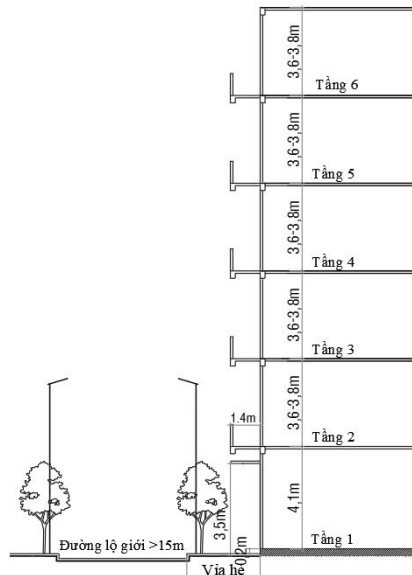 3,6-3,8m
Tầng 6
3,6-3,8m
Tầng 5
3,6-3,8m
Tầng 4
3,6-3,8m
Tầng 3
3,6-3,8m
1.4m
Tầng 2
4,1m
3,5m
Tầng 1
Đường lộ giới >15m
0,2m
Vỉa hè